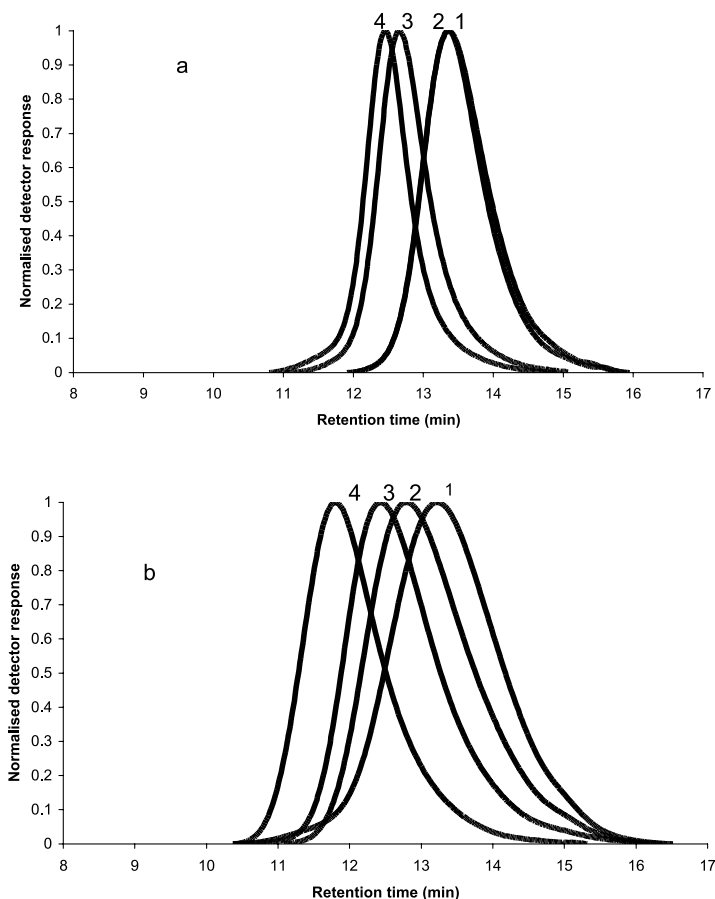 4 3 2 1
1
a
0.9
0.8
0.7
0.6
0.5
0.4
0.3
0.2
0.1
0
Normalised detector response
8 9 10 11 12 13 14 15 16 17
Retention time (min)
4 3 2 1
1
0.9
b
0.8
0.7
0.6
0.5
0.4
0.3
0.2
0.1
0
Normalised detector response
8 9 10 11 12 13 14 15 16 17
Retention time (min)